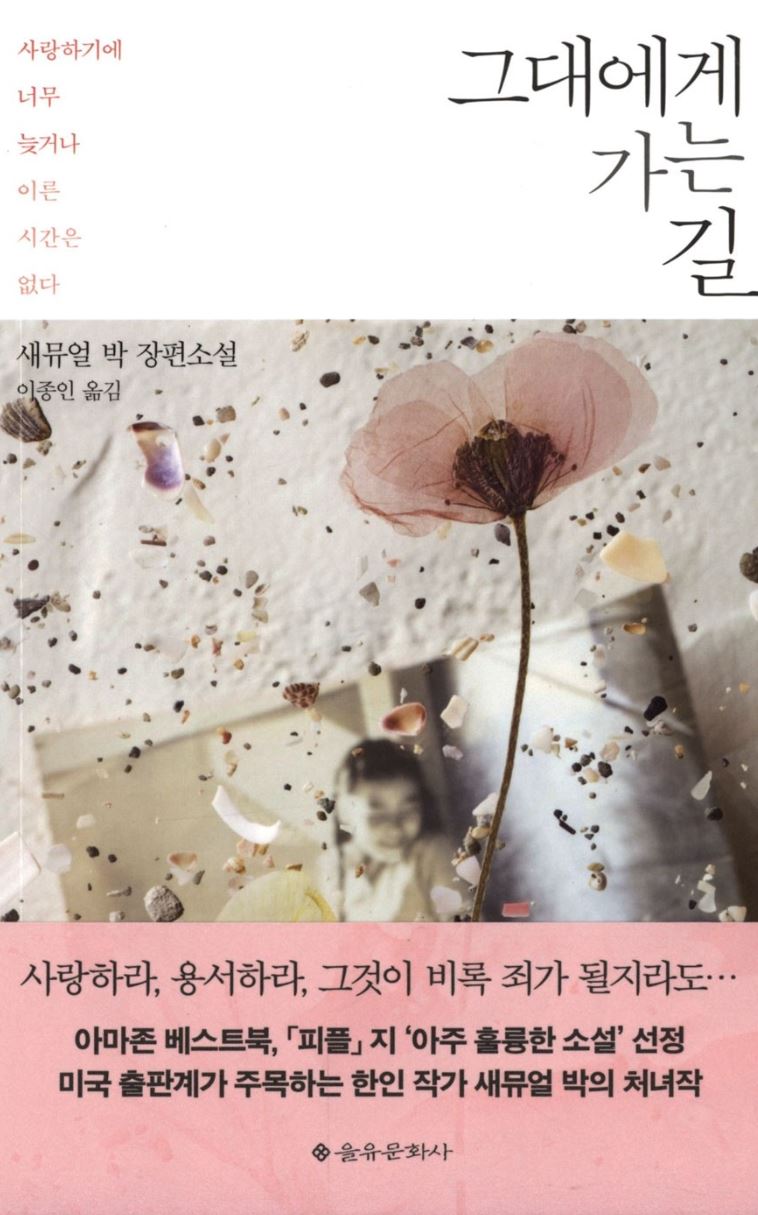 사랑하기에
너무
늦거나
이른
시간은
없다
그대에게
가는
길
새뮤얼 박 장편소설
이종인 옮김
사랑하라, 용서하라, 그것이 비록 죄가 될지라도…
아마존 베스트북, 「피플」 지 ‘아주 훌륭한 소설’ 선정
미국 출판계가 주목하는 한인 작가 새뮤얼 박의 처녀작
을유문화사